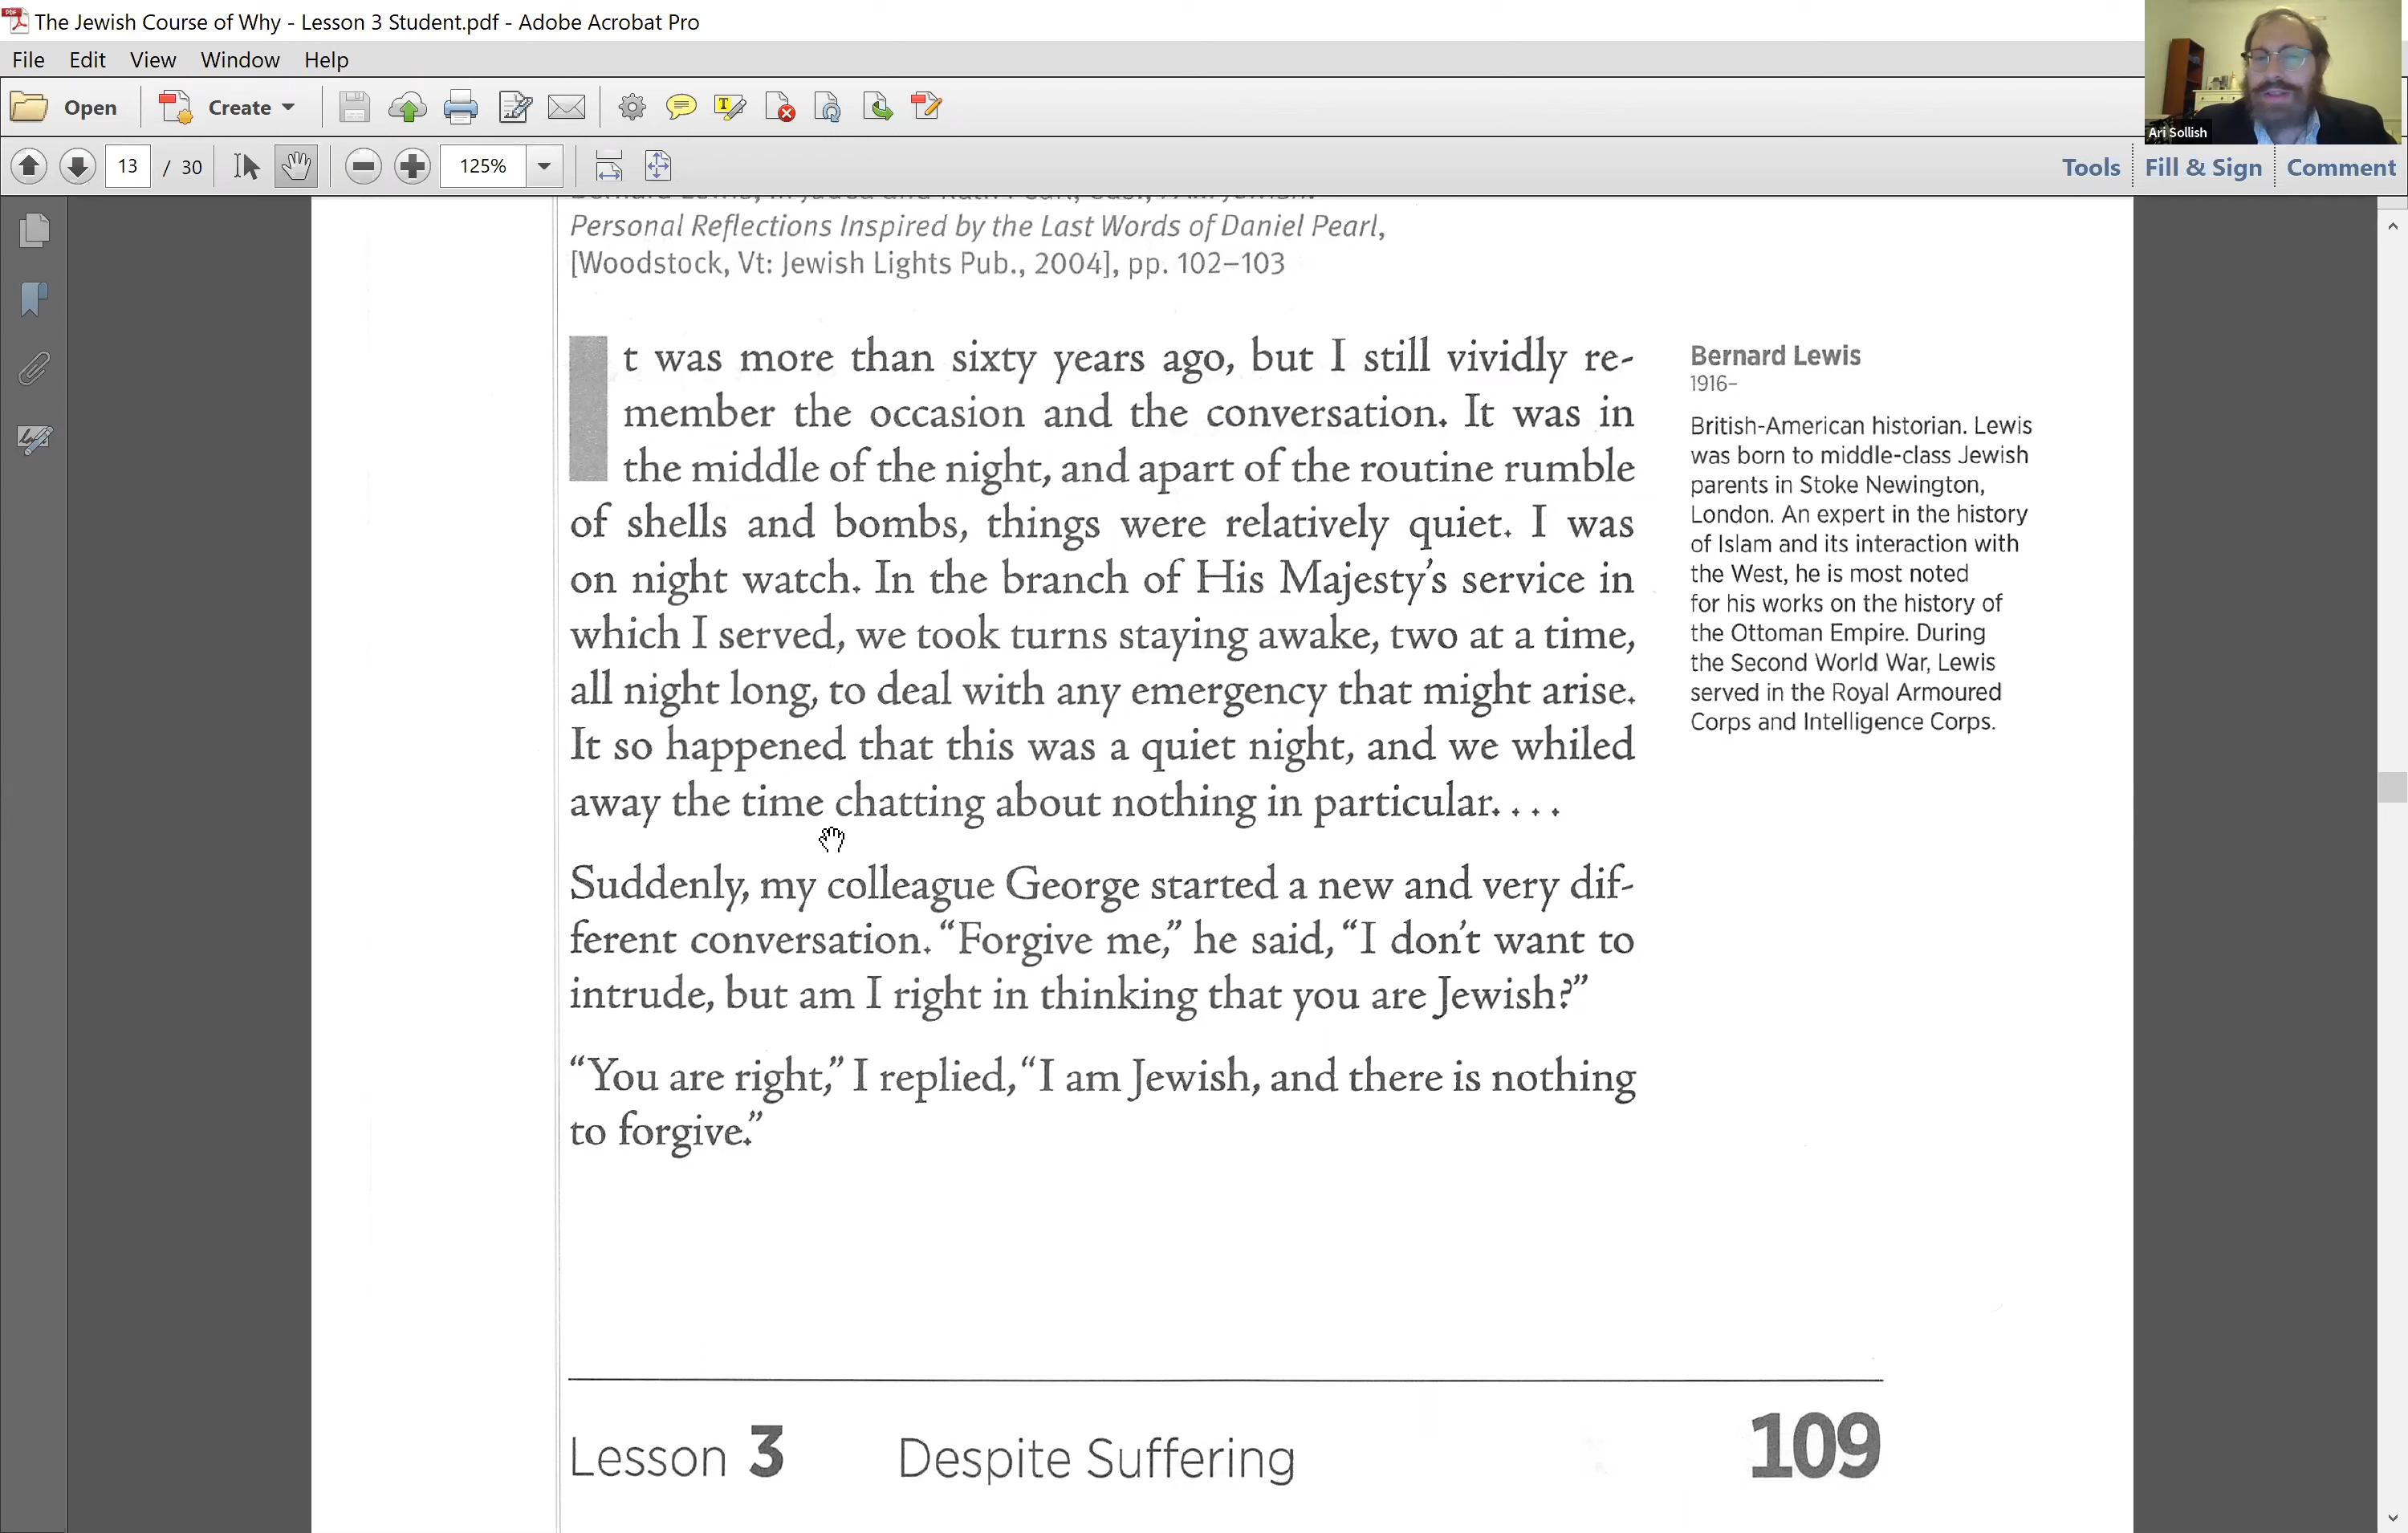 The Jewish Course of Why - Lesson 3 Student.pdf - Adobe Acrobat Pro
File Edit View Window Help
Open Create
Ari Sollish
13 / 30 125% Tools Fill & Sign Comment
Personal Reflections Inspired by the Last Words of Daniel Pearl,
[Woodstock, Vt: Jewish Lights Pub., 2004], pp. 102–103
It was more than sixty years ago, but I still vividly re-
member the occasion and the conversation. It was in
the middle of the night, and apart of the routine rumble
of shells and bombs, things were relatively quiet. I was
on night watch. In the branch of His Majesty's service in
which I served, we took turns staying awake, two at a time,
all night long, to deal with any emergency that might arise.
It so happened that this was a quiet night, and we whiled
away the time chatting about nothing in particular. . . .
Suddenly, my colleague George started a new and very dif-
ferent conversation. “Forgive me,” he said, “I don't want to
intrude, but am I right in thinking that you are Jewish?”
“You are right,” I replied, “I am Jewish, and there is nothing
to forgive.”
Bernard Lewis
1916–
British-American historian. Lewis
was born to middle-class Jewish
parents in Stoke Newington,
London. An expert in the history
of Islam and its interaction with
the West, he is most noted
for his works on the history of
the Ottoman Empire. During
the Second World War, Lewis
served in the Royal Armoured
Corps and Intelligence Corps.
Lesson 3 Despite Suffering 109